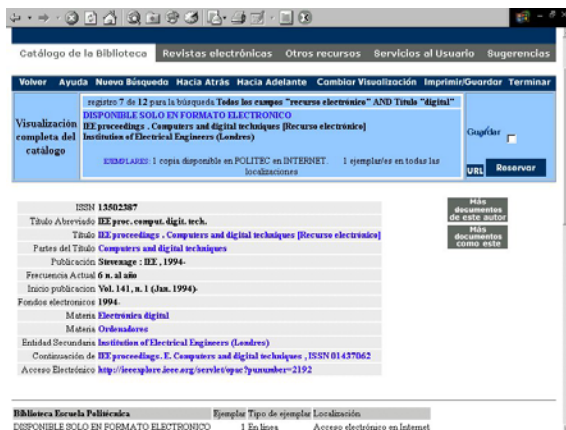 Catálogo de la Biblioteca Revistas electrónicas Otros recursos Servicios al Usuario Sugerencias
Volver Ayuda Nueva Búsqueda Hacia Atrás Hacia Adelante Cambiar Visualización Imprimir/Guardar Terminar
registro 7 de 12 para la búsqueda Todos los campos "recurso electrónico" AND Título "digital"
Visualización completa del catálogo
DISPONIBLE SOLO EN FORMATO ELECTRONICO
IEE proceedings . Computers and digital techniques [Recurso electrónico]
Institution of Electrical Engineers (Londres)
EJEMPLARES: 1 copia disponible en POLITEC en INTERNET. 1 ejemplar/es en todas las
localizaciones
Guardar
URL Reservar
ISSN 13502387
Título Abreviado IEE proc. comput. digit. tech.
Título IEE proceedings . Computers and digital techniques [Recurso electrónico]
Partes del Título Computers and digital techniques
Publicación Stevenage : IEE , 1994-
Frecuencia Actual 6 n. al año
Inicio publicacion Vol. 141, n. 1 (Jan. 1994)-
Fondos electronicos 1994-
Materia Electrónica digital
Materia Ordenadores
Entidad Secundaria Institution of Electrical Engineers (Londres)
Continuación de IEE proceedings. E. Computers and digital techniques , ISSN 01437062
Acceso Electrónico http://ieeexplore.ieee.org/servlet/opac?punumber=2192
Más
documentos
de este autor
Más
documentos
como este
Biblioteca Escuela Politécnica Ejemplar Tipo de ejemplar Localización
DISPONIBLE SOLO EN FORMATO ELECTRONICO 1 En linea Acceso electrónico en Internet